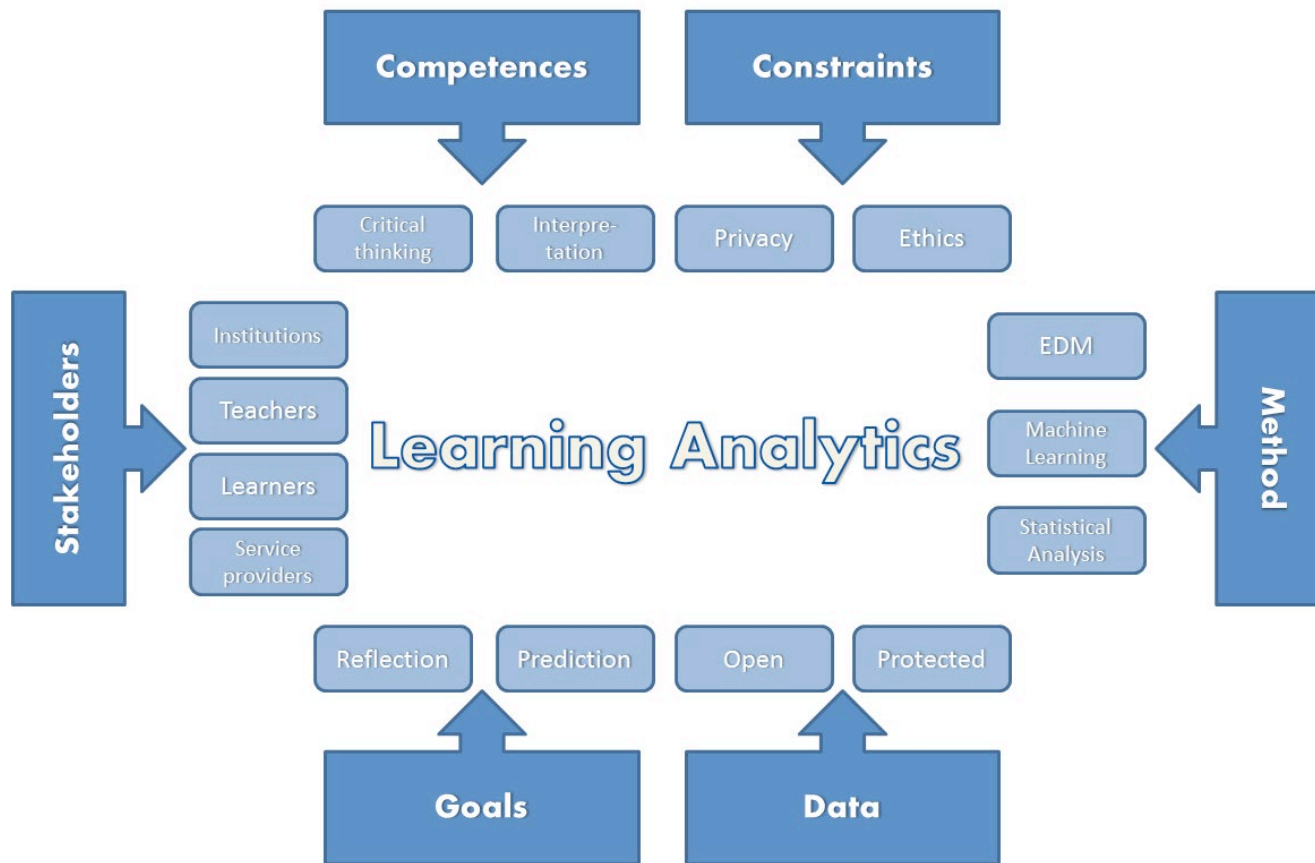 Competences
Constraints
Critical
thinking
Interpre-
tation
Privacy
Ethics
Stakeholders
Institutions
Teachers
Learners
Service
providers
Learning Analytics
EDM
Machine
Learning
Statistical
Analysis
Method
Reflection
Prediction
Open
Protected
Goals
Data